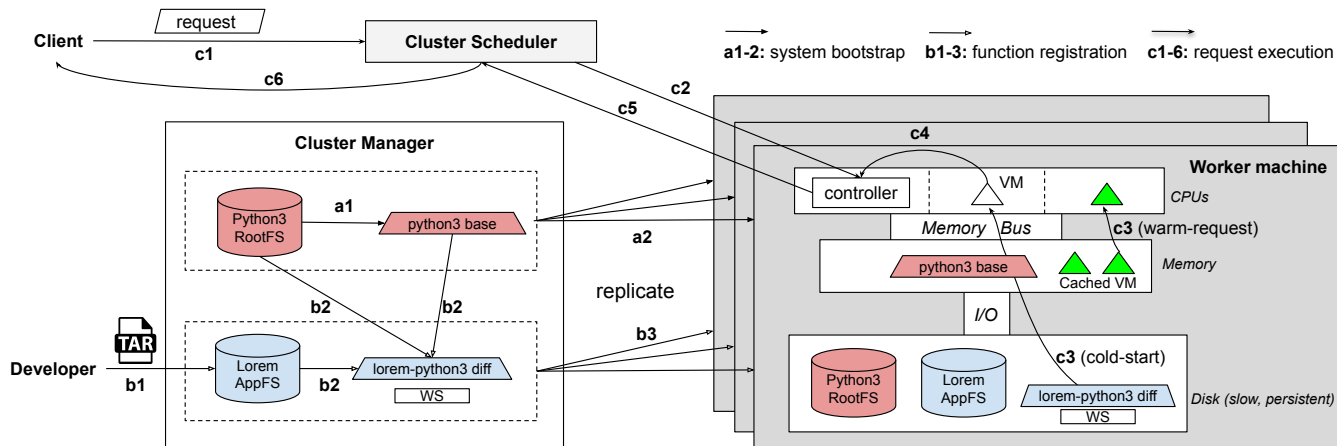 request
Client
c1
Cluster Scheduler
a1-2: system bootstrap
b1-3: function registration
c1-6: request execution
c6
c2
c5
Cluster Manager
Python3
RootFS
a1
python3 base
a2
b2
b2
replicate
b3
TAR
Developer
b1
Lorem
AppFS
b2
lorem-python3 diff
WS
c4
Worker machine
controller
VM
CPUs
Memory Bus
c3 (warm-request)
python3 base
Cached VM
Memory
I/O
c3 (cold-start)
Python3
RootFS
Lorem
AppFS
lorem-python3 diff
WS
Disk (slow, persistent)